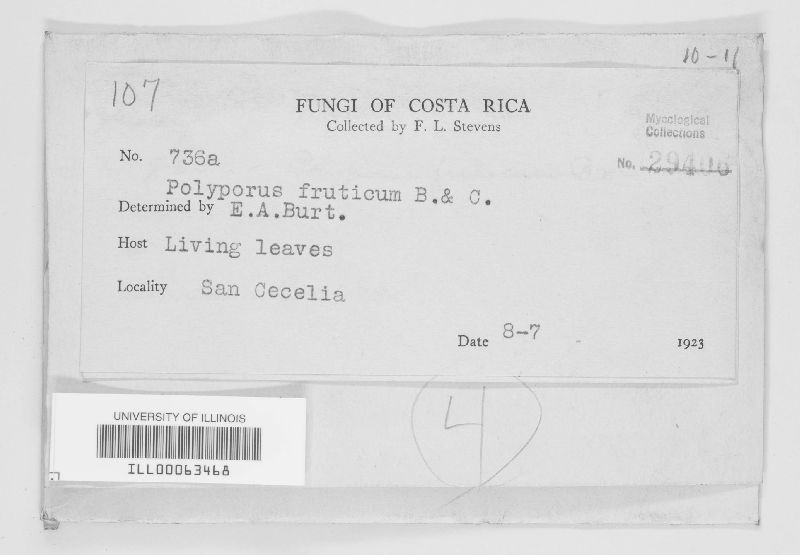 10-11
107
FUNGI OF COSTA RICA
Collected by F. L. Stevens
Mycological
Collections
No. 29406
No. 736a
Polyporus fruticum B.& C.
Determined by E.A.Burt.
Host Living leaves
Locality San Cecelia
Date 8-7 1923
4
UNIVERSITY OF ILLINOIS
ILL00063468